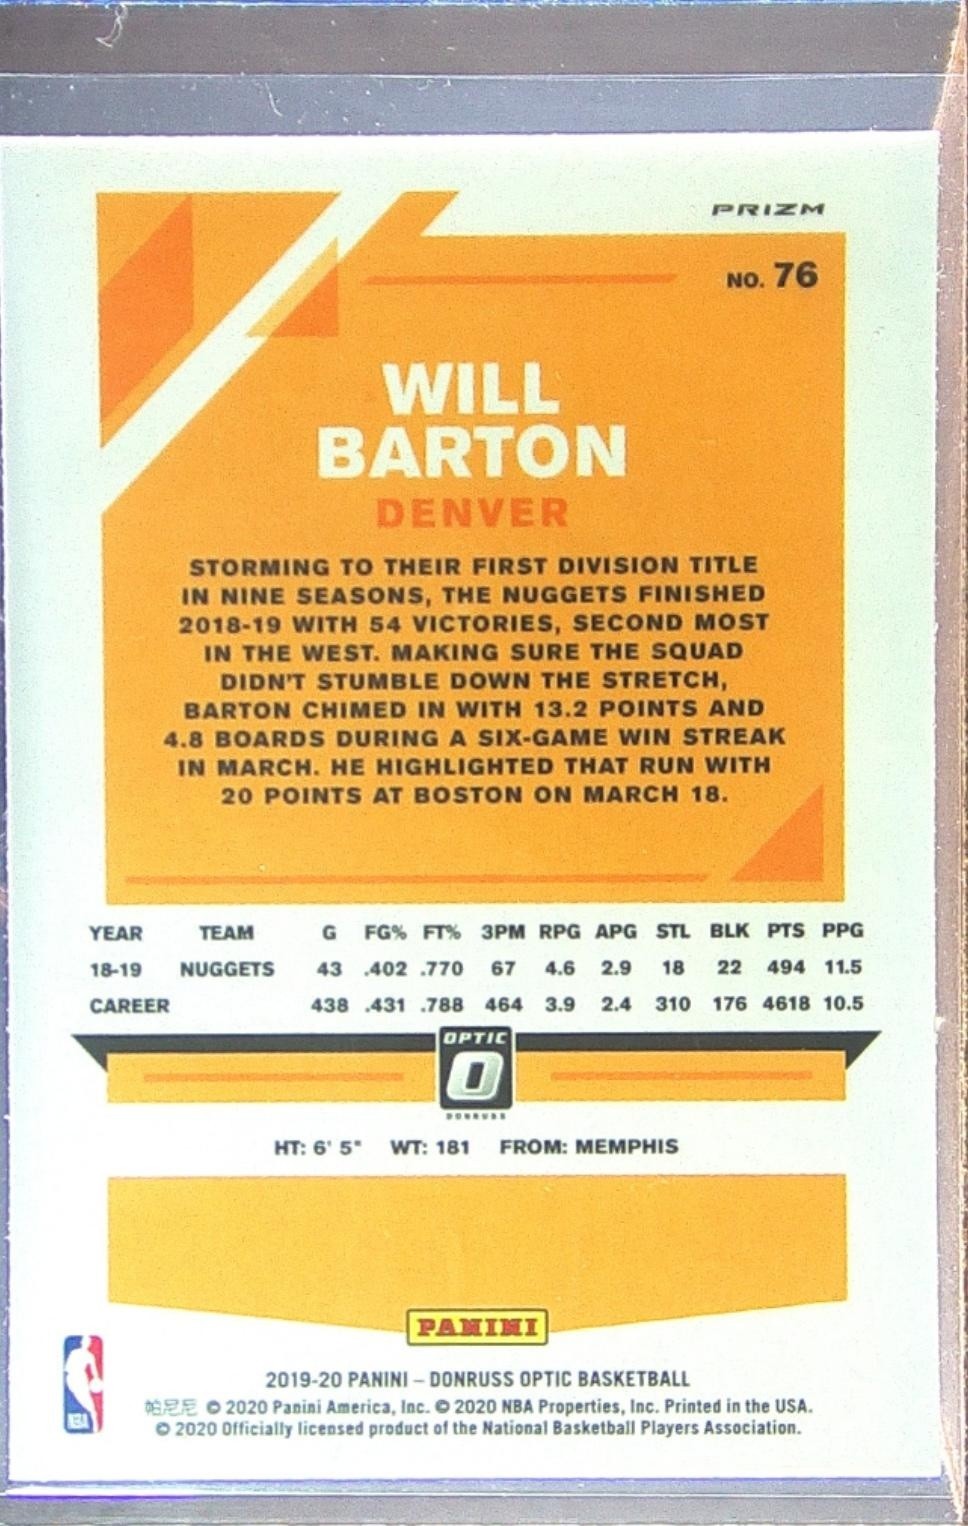 PRIZM
NO. 76
WILL
BARTON
DENVER
STORMING TO THEIR FIRST DIVISION TITLE
IN NINE SEASONS, THE NUGGETS FINISHED
2018-19 WITH 54 VICTORIES, SECOND MOST
IN THE WEST. MAKING SURE THE SQUAD
DIDN'T STUMBLE DOWN THE STRETCH,
BARTON CHIMED IN WITH 13.2 POINTS AND
4.8 BOARDS DURING A SIX-GAME WIN STREAK
IN MARCH. HE HIGHLIGHTED THAT RUN WITH
20 POINTS AT BOSTON ON MARCH 18.
YEAR TEAM G FG% FT% 3PM RPG APG STL BLK PTS PPG
18-19 NUGGETS 43 .402 .770 67 4.6 2.9 18 22 494 11.5
CAREER 438 .431 .788 464 3.9 2.4 310 176 4618 10.5
OPTIC
O
DONRUSS
HT: 6' 5" WT: 181 FROM: MEMPHIS
PANINI
NBA
2019-20 PANINI – DONRUSS OPTIC BASKETBALL
帕尼尼 © 2020 Panini America, Inc. © 2020 NBA Properties, Inc. Printed in the USA.
© 2020 Officially licensed product of the National Basketball Players Association.